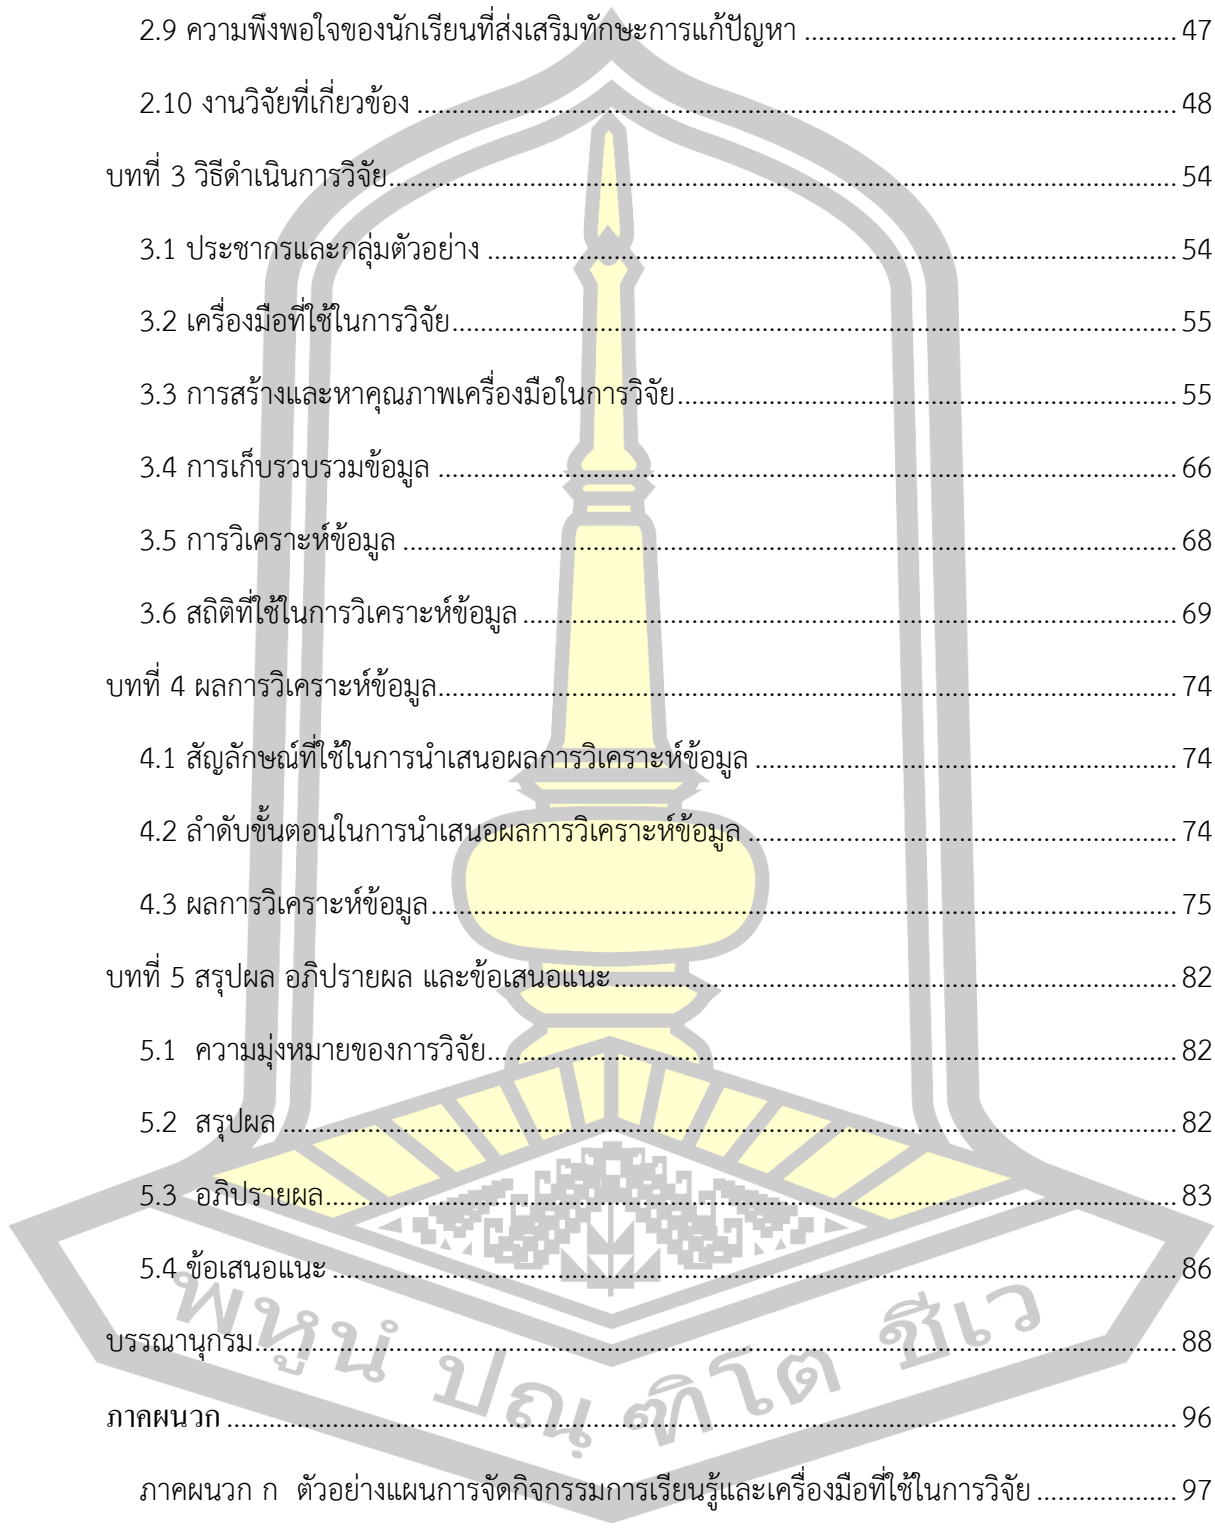 2.9 ความพึงพอใจของนักเรียนที่ส่งเสริมทักษะการแก้ปัญหา ........ 47
2.10 งานวิจัยที่เกี่ยวข้อง ........ 48
บทที่ 3 วิธีดำเนินการวิจัย........ 54
3.1 ประชากรและกลุ่มตัวอย่าง ........ 54
3.2 เครื่องมือที่ใช้ในการวิจัย........ 55
3.3 การสร้างและหาคุณภาพเครื่องมือในการวิจัย........ 55
3.4 การเก็บรวบรวมข้อมูล ........ 66
3.5 การวิเคราะห์ข้อมูล ........ 68
3.6 สถิติที่ใช้ในการวิเคราะห์ข้อมูล ........ 69
บทที่ 4 ผลการวิเคราะห์ข้อมูล........ 74
4.1 สัญลักษณ์ที่ใช้ในการนำเสนอผลการวิเคราะห์ข้อมูล ........ 74
4.2 ลำดับขั้นตอนในการนำเสนอผลการวิเคราะห์ข้อมูล ........ 74
4.3 ผลการวิเคราะห์ข้อมูล........ 75
บทที่ 5 สรุปผล อภิปรายผล และข้อเสนอแนะ........ 82
5.1 ความมุ่งหมายของการวิจัย........ 82
5.2 สรุปผล ........ 82
5.3 อภิปรายผล........ 83
5.4 ข้อเสนอแนะ ........ 86
บรรณานุกรม........ 88
ภาคผนวก ........ 96
ภาคผนวก ก ตัวอย่างแผนการจัดกิจกรรมการเรียนรู้และเครื่องมือที่ใช้ในการวิจัย ........ 97
พหูนํ ปณฺฑิโต ชีเว